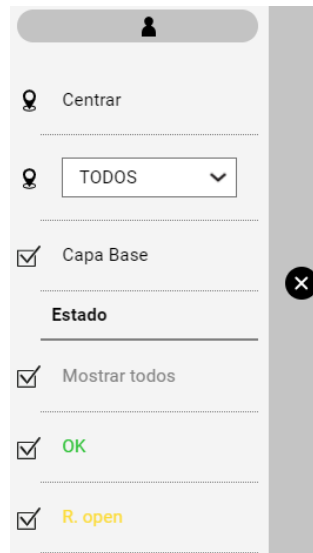 Centrar
TODOS
Capa Base
Estado
Mostrar todos
OK
R. open